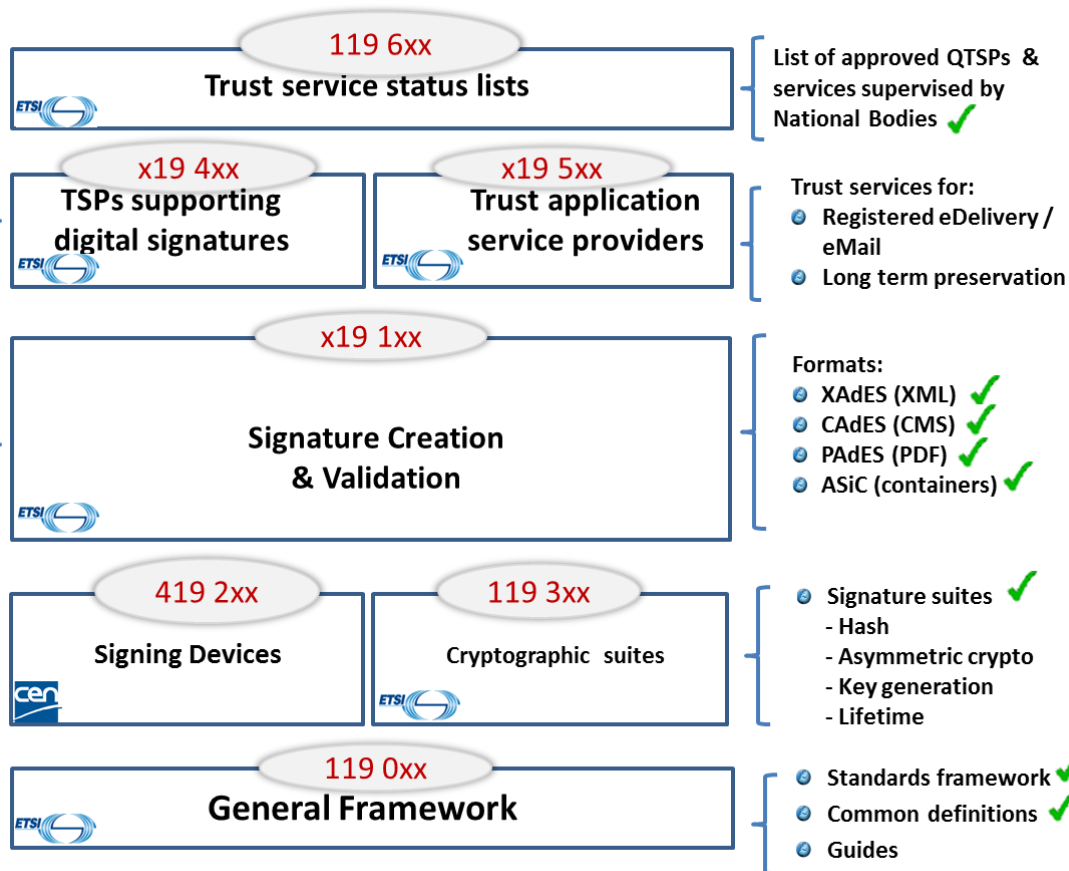 119 6xx
Trust service status lists
ETSI
List of approved QTSPs &
services supervised by
National Bodies
x19 4xx
TSPs supporting
digital signatures
ETSI
x19 5xx
Trust application
service providers
ETSI
Trust services for:
Registered eDelivery /
eMail
Long term preservation
x19 1xx
Signature Creation
& Validation
ETSI
Formats:
XAdES (XML)
CAdES (CMS)
PAdES (PDF)
ASiC (containers)
419 2xx
Signing Devices
cen
119 3xx
Cryptographic suites
ETSI
Signature suites
- Hash
- Asymmetric crypto
- Key generation
- Lifetime
119 0xx
General Framework
ETSI
Standards framework
Common definitions
Guides